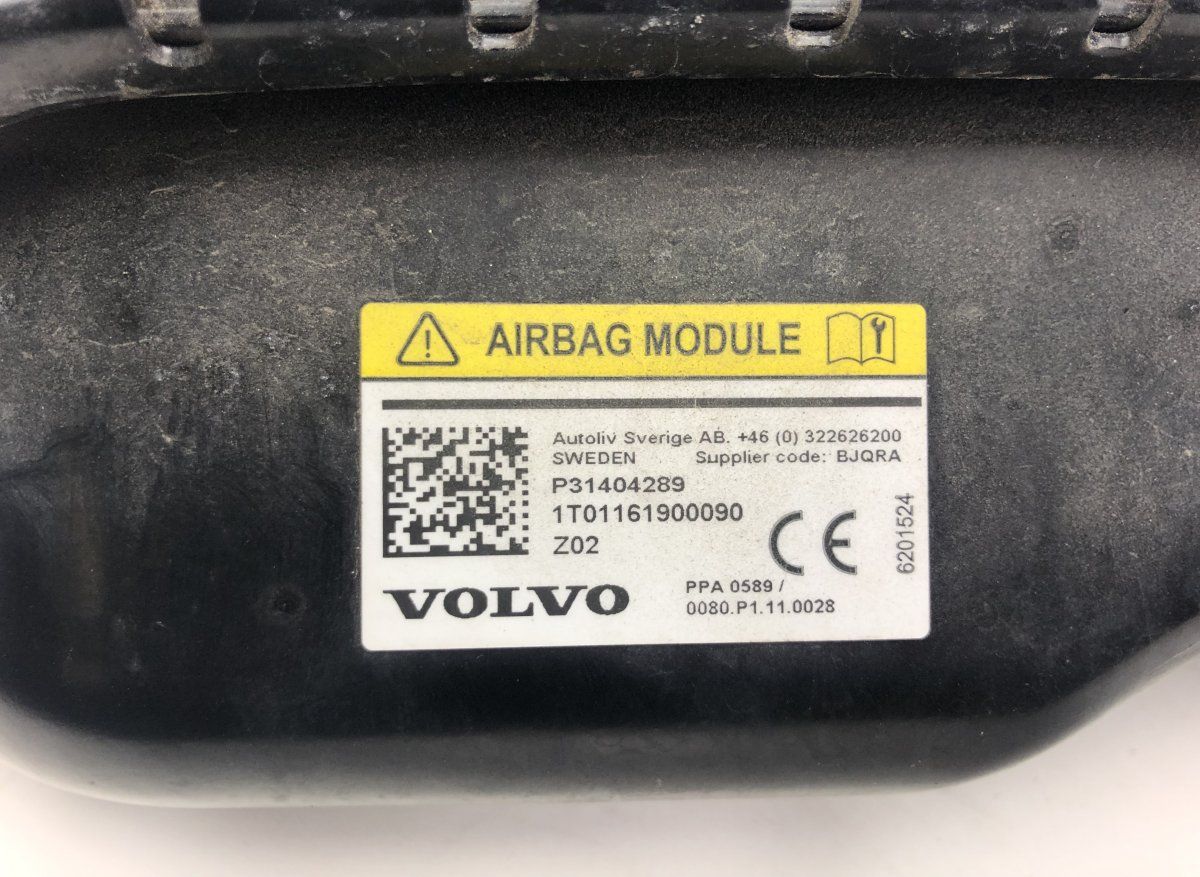 AIRBAG MODULE
Autoliv Sverige AB. +46 (0) 322626200
SWEDEN Supplier code: BJQRA
P31404289
1T01161900090
Z02
CE
6201524
VOLVO
PPA 0589 /
0080.P1.11.0028